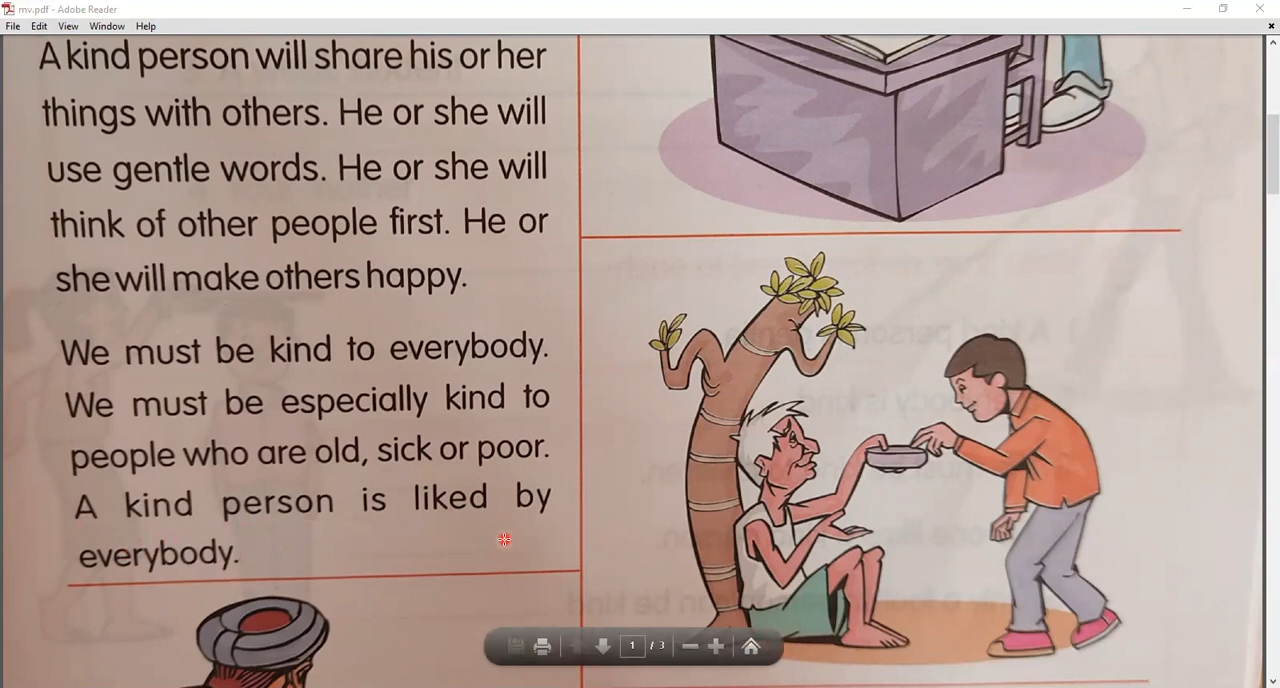 mv.pdf - Adobe Reader
File Edit View Window Help
A kind person will share his or her
things with others. He or she will
use gentle words. He or she will
think of other people first. He or
she will make others happy.
We must be kind to everybody.
We must be especially kind to
people who are old, sick or poor.
A kind person is liked by
everybody.
1 / 3